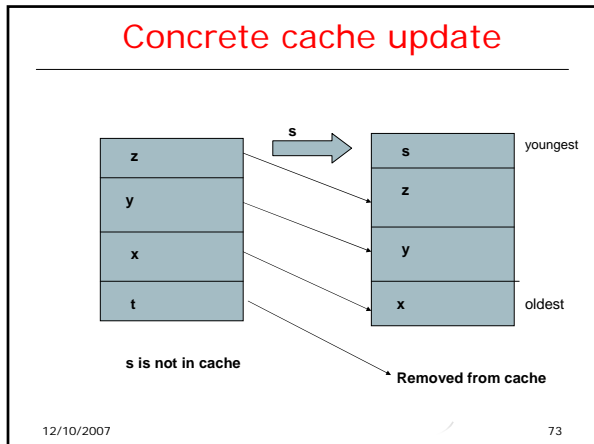 Concrete cache update
s
z
y
x
t
s
z
y
x
youngest
oldest
s is not in cache
Removed from cache
12/10/2007
73